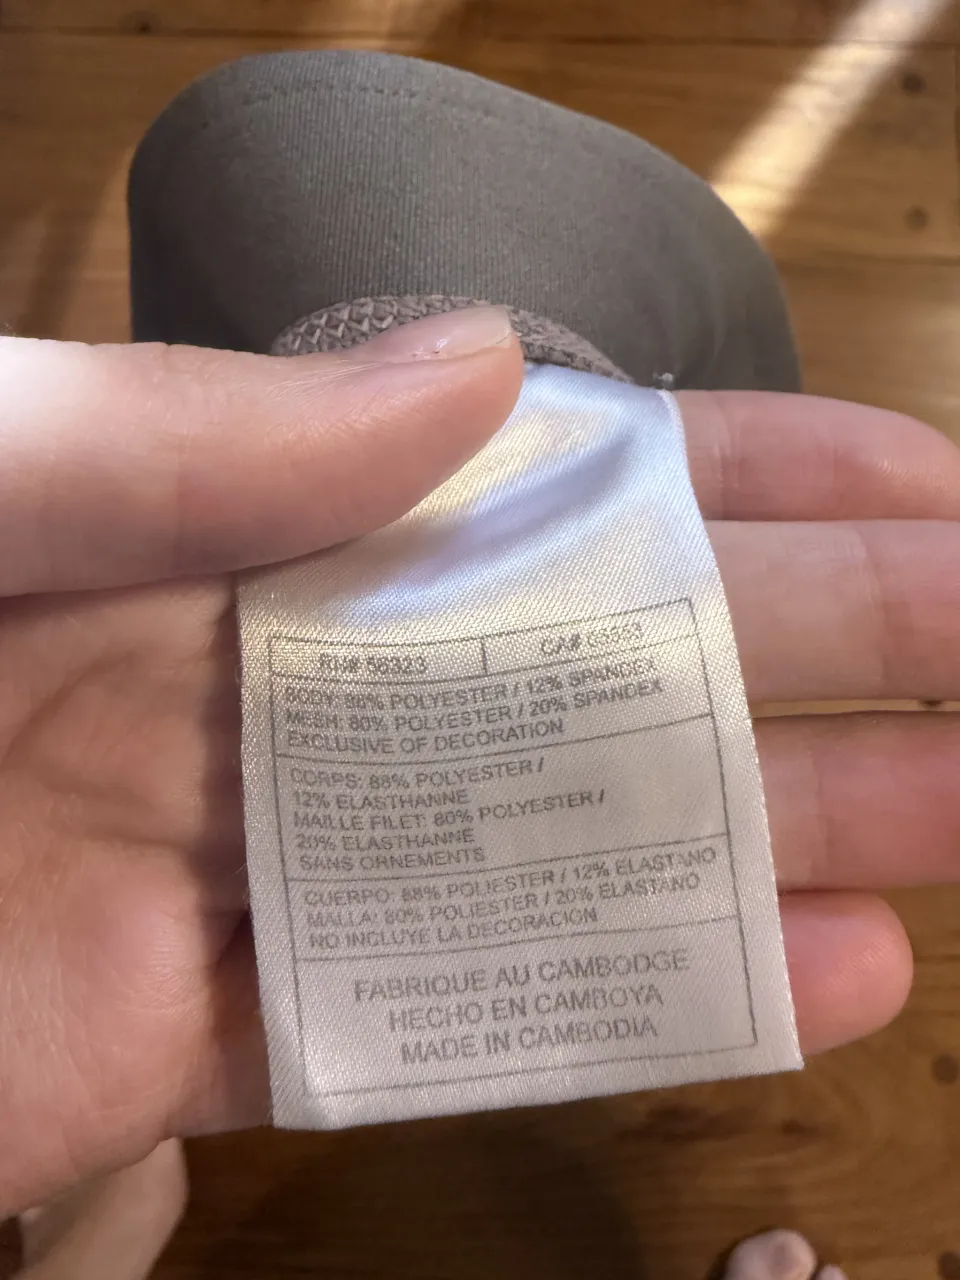 RN# 56323 CA# 05553
BODY: 88% POLYESTER / 12% SPANDEX
MESH: 80% POLYESTER / 20% SPANDEX
EXCLUSIVE OF DECORATION
CORPS: 88% POLYESTER /
12% ELASTHANNE
MAILLE FILET: 80% POLYESTER /
20% ELASTHANNE
SANS ORNEMENTS
CUERPO: 88% POLIESTER / 12% ELASTANO
MALLA: 80% POLIESTER / 20% ELASTANO
NO INCLUYE LA DECORACION
FABRIQUE AU CAMBODGE
HECHO EN CAMBOYA
MADE IN CAMBODIA